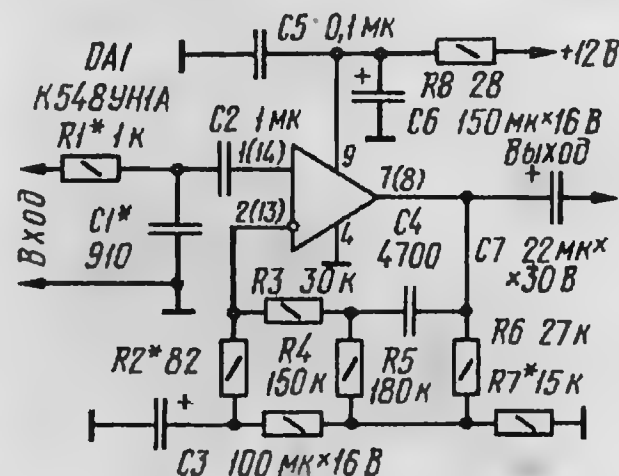 C5 0,1 мк
DA1
К548УН1А
+12 В
R8 28
R1* 1к
C2 1 мк
C6 150 мк×16 В
1(14)
9
Выход
+
+
7(8)
Вход
C1*
910
2(13)
4
C4
4700
C7 22 мк×
×30 В
R3 30 к
R2* 82
R4
150 к
R5
180 к
R6 27 к
R7* 15 к
+
C3 100 мк×16 В